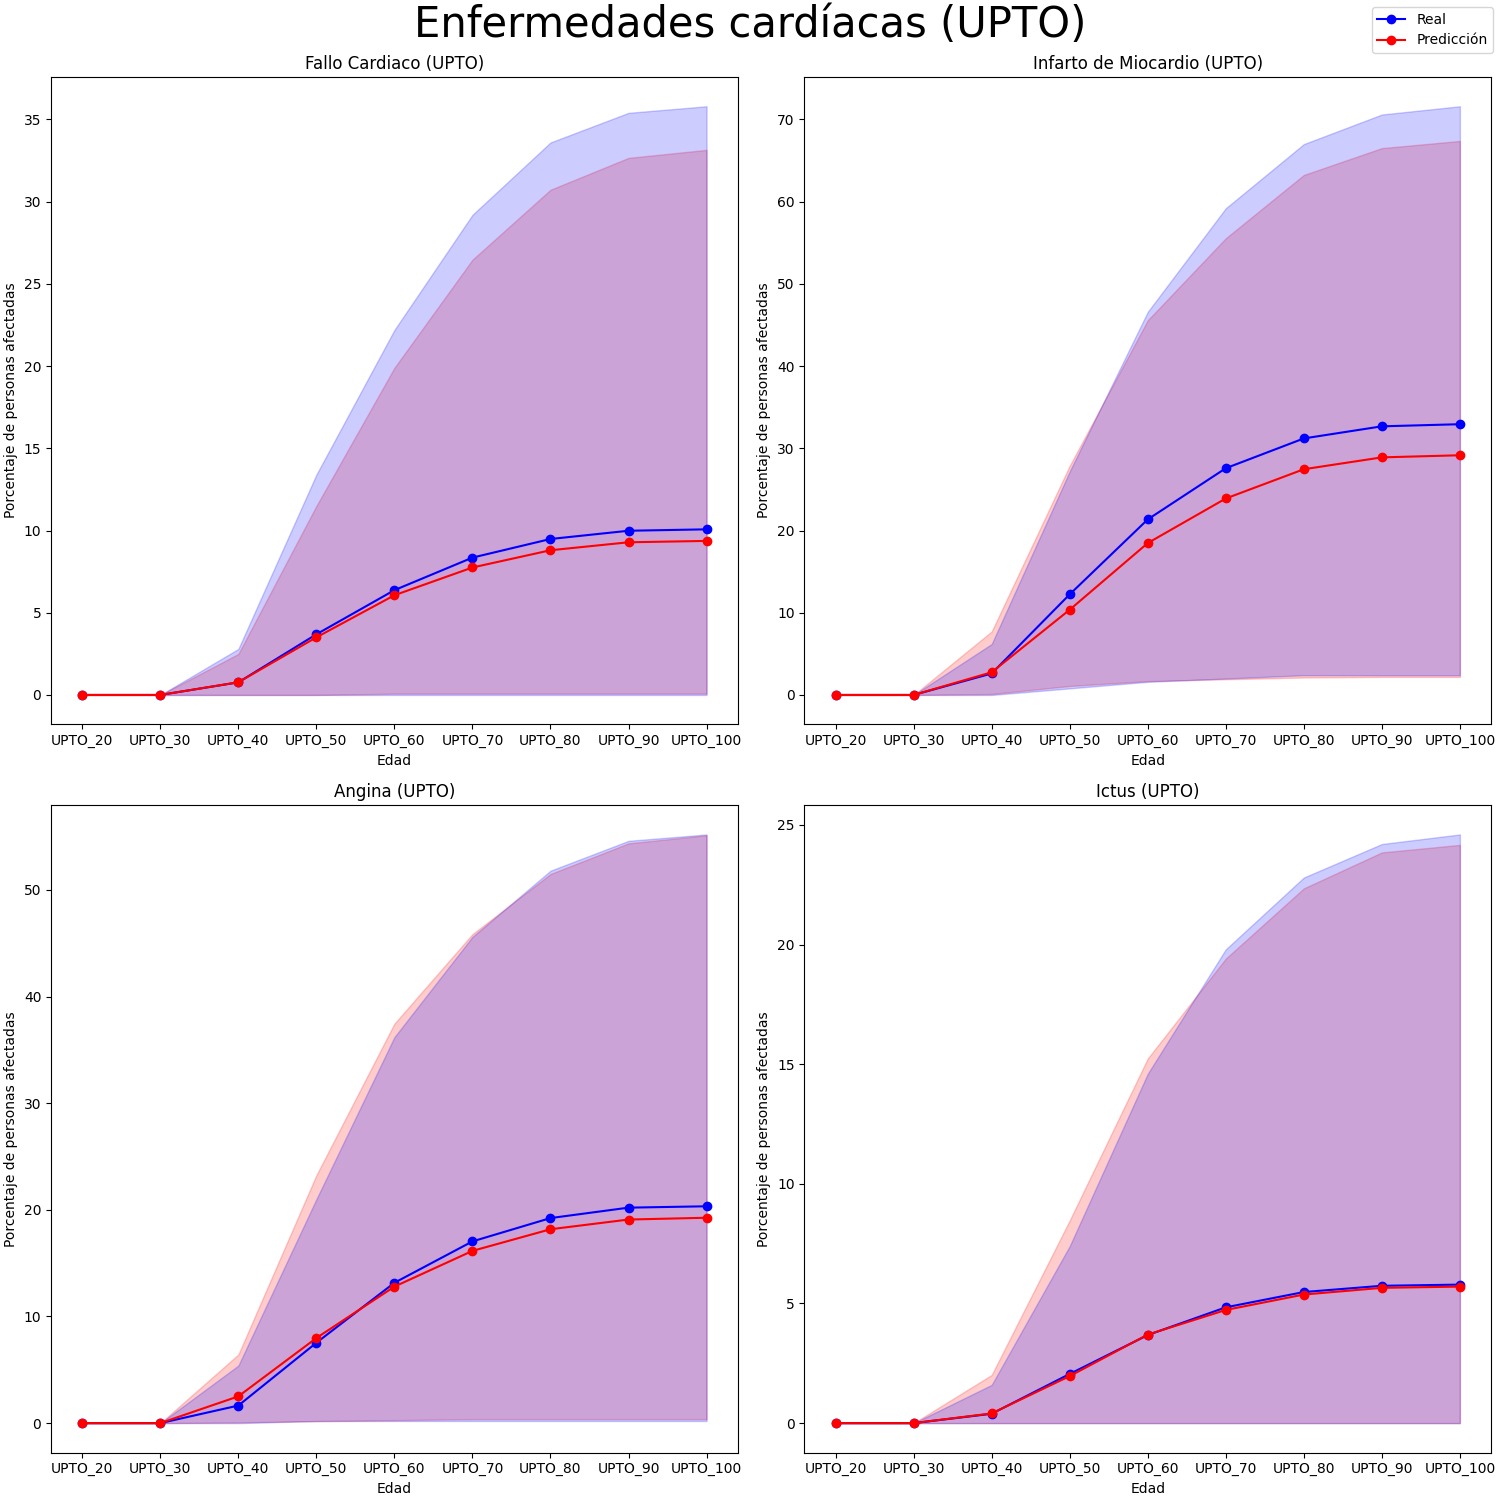 Enfermedades cardíacas (UPTO)
Real
Predicción
Fallo Cardiaco (UPTO)
Porcentaje de personas afectadas
35
30
25
20
15
10
5
0
UPTO_20 UPTO_30 UPTO_40 UPTO_50 UPTO_60 UPTO_70 UPTO_80 UPTO_90 UPTO_100
Edad
Infarto de Miocardio (UPTO)
Porcentaje de personas afectadas
70
60
50
40
30
20
10
0
UPTO_20 UPTO_30 UPTO_40 UPTO_50 UPTO_60 UPTO_70 UPTO_80 UPTO_90 UPTO_100
Edad
Angina (UPTO)
Porcentaje de personas afectadas
50
40
30
20
10
0
UPTO_20 UPTO_30 UPTO_40 UPTO_50 UPTO_60 UPTO_70 UPTO_80 UPTO_90 UPTO_100
Edad
Ictus (UPTO)
Porcentaje de personas afectadas
25
20
15
10
5
0
UPTO_20 UPTO_30 UPTO_40 UPTO_50 UPTO_60 UPTO_70 UPTO_80 UPTO_90 UPTO_100
Edad